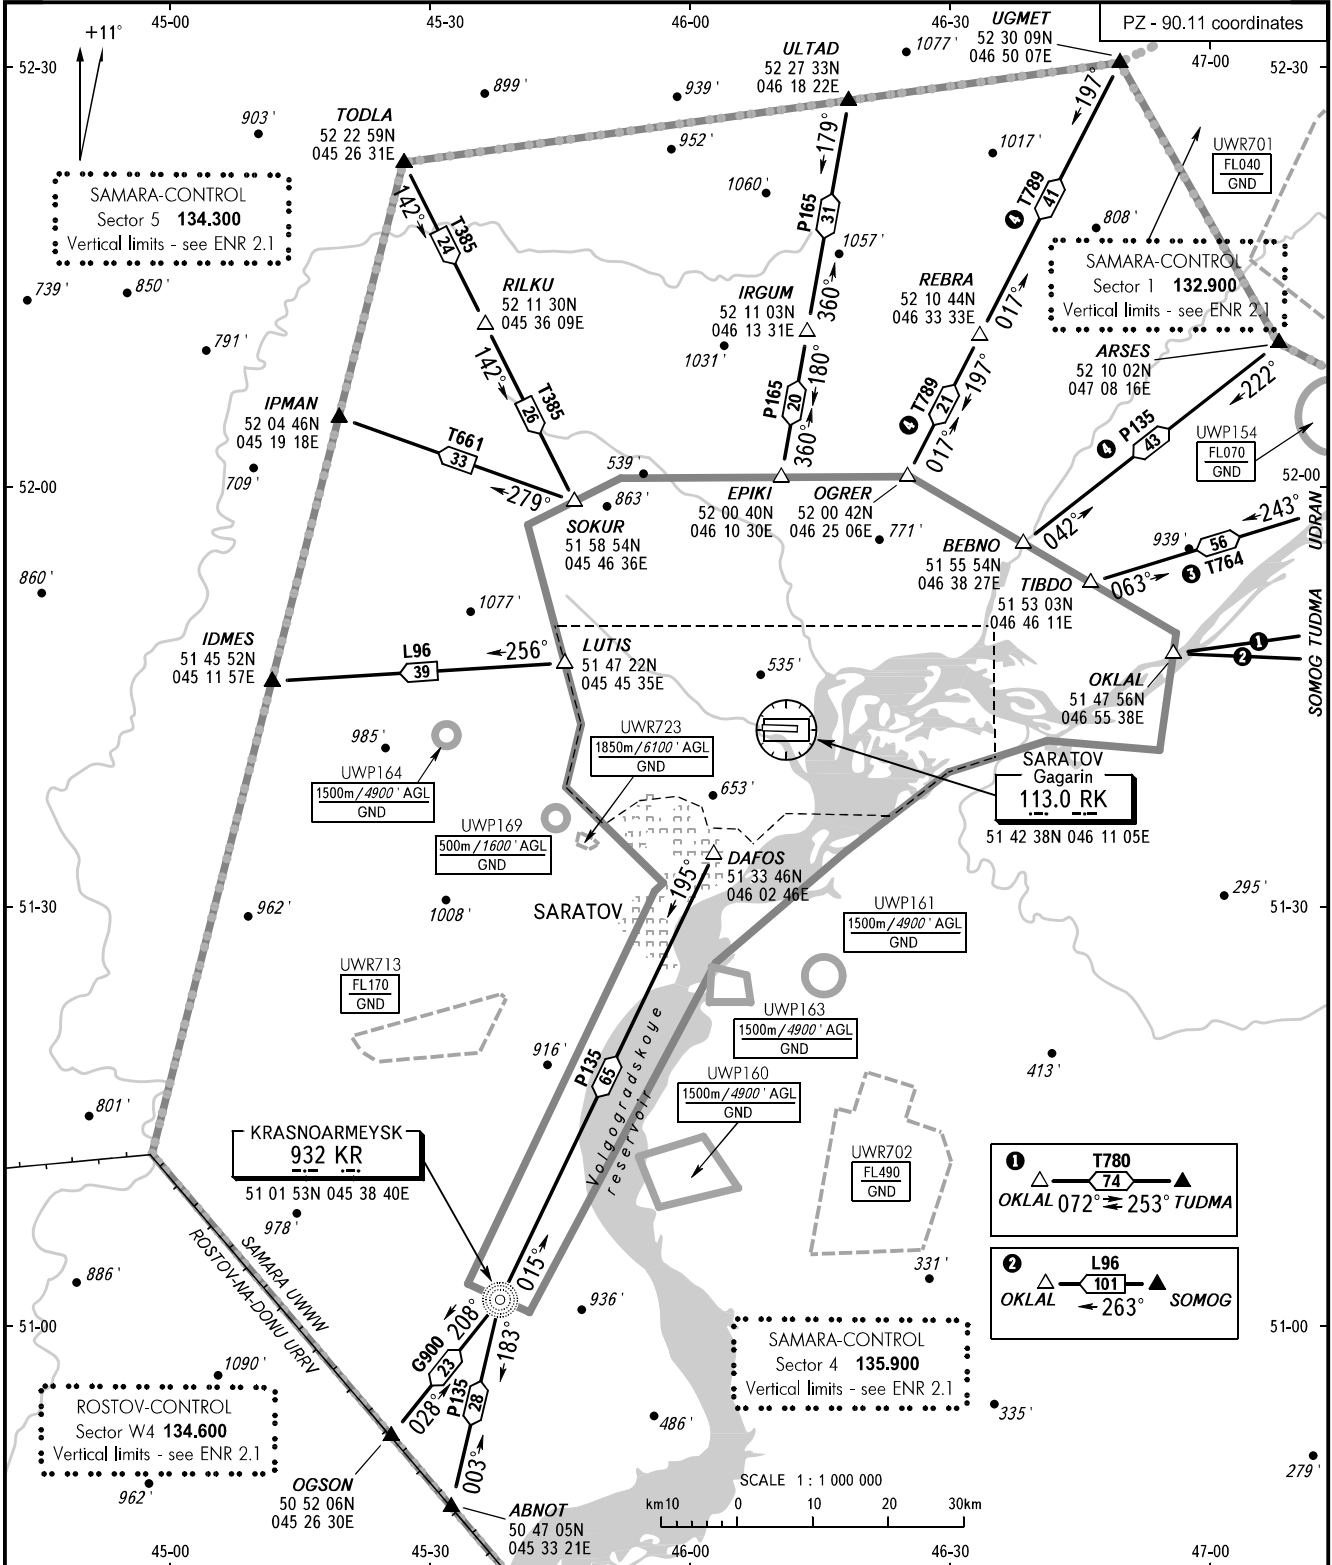 45-00
45-30
46-00
46-30
47-00
PZ - 90.11 coordinates
+11°
52-30
52-30
UGMET
52 30 09N
046 50 07E
1077'
ULTAD
52 27 33N
046 18 22E
899'
939'
903'
TODLA
52 22 59N
045 26 31E
952'
1017'
1060'
808'
1057'
UWR701
FL040
GND
SAMARA-CONTROL
Sector 5 134.300
Vertical limits - see ENR 2.1
SAMARA-CONTROL
Sector 1 132.900
Vertical limits - see ENR 2.1
142°
24
T385
179°
P165
31
360°
197°
4 T789
41
017°
739'
850'
791'
RILKU
52 11 30N
045 36 09E
IRGUM
52 11 03N
046 13 31E
REBRA
52 10 44N
046 33 33E
1031'
ARSES
52 10 02N
047 08 16E
142°
26
T385
180°
P165
20
360°
197°
4 T789
21
017°
222°
4 P135
43
042°
IPMAN
52 04 46N
045 19 18E
T661
33
279°
709'
539'
863'
771'
UWP154
FL070
GND
52-00
52-00
SOKUR
51 58 54N
045 46 36E
EPIKI
52 00 40N
046 10 30E
OGRER
52 00 42N
046 25 06E
BEBNO
51 55 54N
046 38 27E
TIBDO
51 53 03N
046 46 11E
243°
939'
56
3 T764
063°
UDRAN
860'
1077'
IDMES
51 45 52N
045 11 57E
L96
39
256°
LUTIS
51 47 22N
045 45 35E
535'
1
2
SOMOG TUDMA
OKLAL
51 47 56N
046 55 38E
985'
UWP164
1500m/4900' AGL
GND
UWR723
1850m/6100' AGL
GND
SARATOV
Gagarin
113.0 RK
51 42 38N 046 11 05E
653'
UWP169
500m/1600' AGL
GND
DAFOS
51 33 46N
046 02 46E
195°
962'
1008'
SARATOV
295'
51-30
51-30
UWP161
1500m/4900' AGL
GND
UWR713
FL170
GND
UWP163
1500m/4900' AGL
GND
916'
P135
65
Volgogradskoye
reservoir
413'
UWP160
1500m/4900' AGL
GND
801'
KRASNOARMEYSK
932 KR
51 01 53N 045 38 40E
UWR702
FL490
GND
1
T780
74
OKLAL 072° 253° TUDMA
2
L96
101
OKLAL 263° SOMOG
978'
SAMARA UWWW
ROSTOV-NA-DONU URRV
886'
331'
936'
015°
208°
G900
23
028°
183°
P135
28
003°
51-00
51-00
1090'
SAMARA-CONTROL
Sector 4 135.900
Vertical limits - see ENR 2.1
ROSTOV-CONTROL
Sector W4 134.600
Vertical limits - see ENR 2.1
486'
335'
279'
962'
OGSON
50 52 06N
045 26 30E
ABNOT
50 47 05N
045 33 21E
SCALE 1 : 1 000 000
km10 0 10 20 30km
45-00
45-30
46-00
46-30
47-00